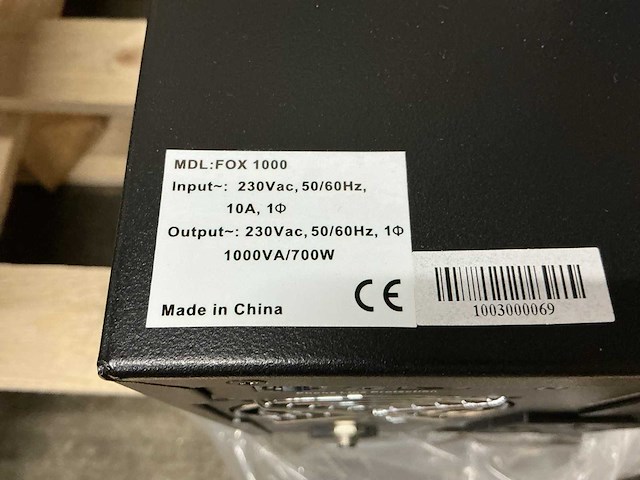 MDL:FOX 1000
Input~: 230Vac, 50/60Hz,
10A, 1Φ
Output~: 230Vac, 50/60Hz, 1Φ
1000VA/700W
Made in China
CE
1003000069